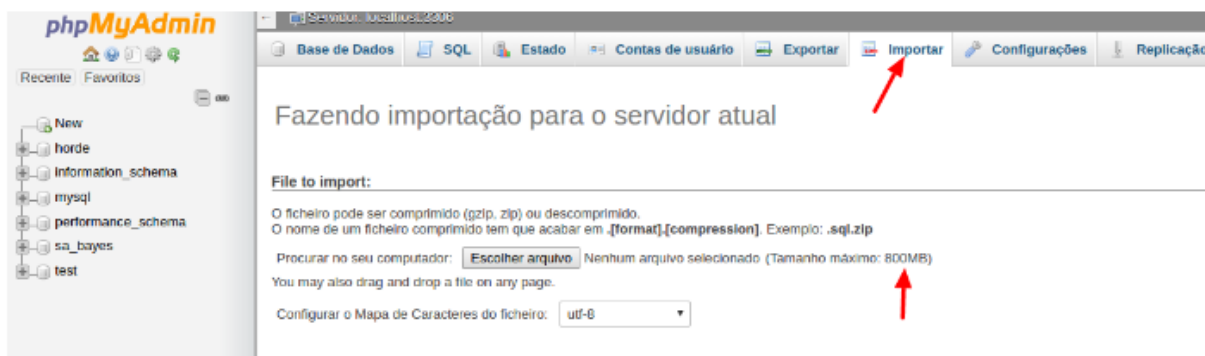 phpMyAdmin
Recente Favoritos
New
horde
information_schema
mysql
performance_schema
sa_bayes
test
Servidor: localhost:3306
Base de Dados SQL Estado Contas de usuário Exportar Importar Configurações Replicação
Fazendo importação para o servidor atual
File to import:
O ficheiro pode ser comprimido (gzip, zip) ou descomprimido.
O nome de um ficheiro comprimido tem que acabar em .[format].[compression]. Exemplo: .sql.zip
Procurar no seu computador: Escolher arquivo Nenhum arquivo selecionado (Tamanho máximo: 800MB)
You may also drag and drop a file on any page.
Configurar o Mapa de Caracteres do ficheiro: utf-8